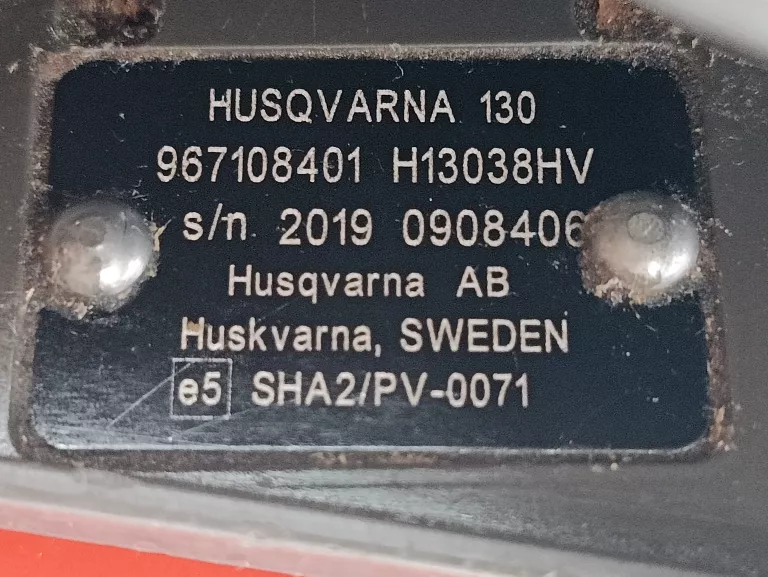 HUSQVARNA 130
967108401 H13038HV
s/n 2019 0908406
Husqvarna AB
Huskvarna, SWEDEN
e5 SHA2/PV-0071